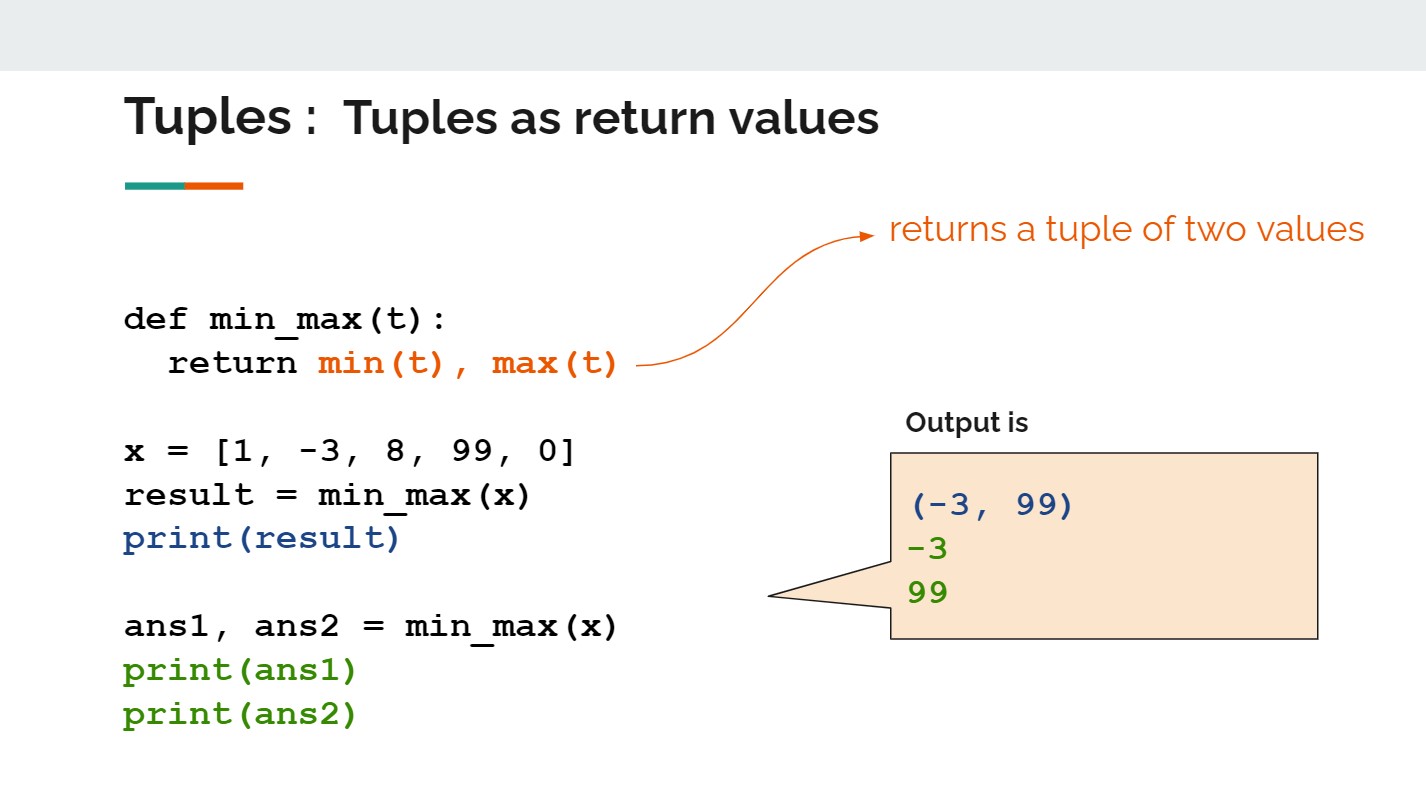 Tuples : Tuples as return values
returns a tuple of two values
def min_max(t):
  return min(t), max(t)
x = [1, -3, 8, 99, 0]
result = min_max(x)
print(result)
ans1, ans2 = min_max(x)
print(ans1)
print(ans2)
Output is
(-3, 99)
-3
99